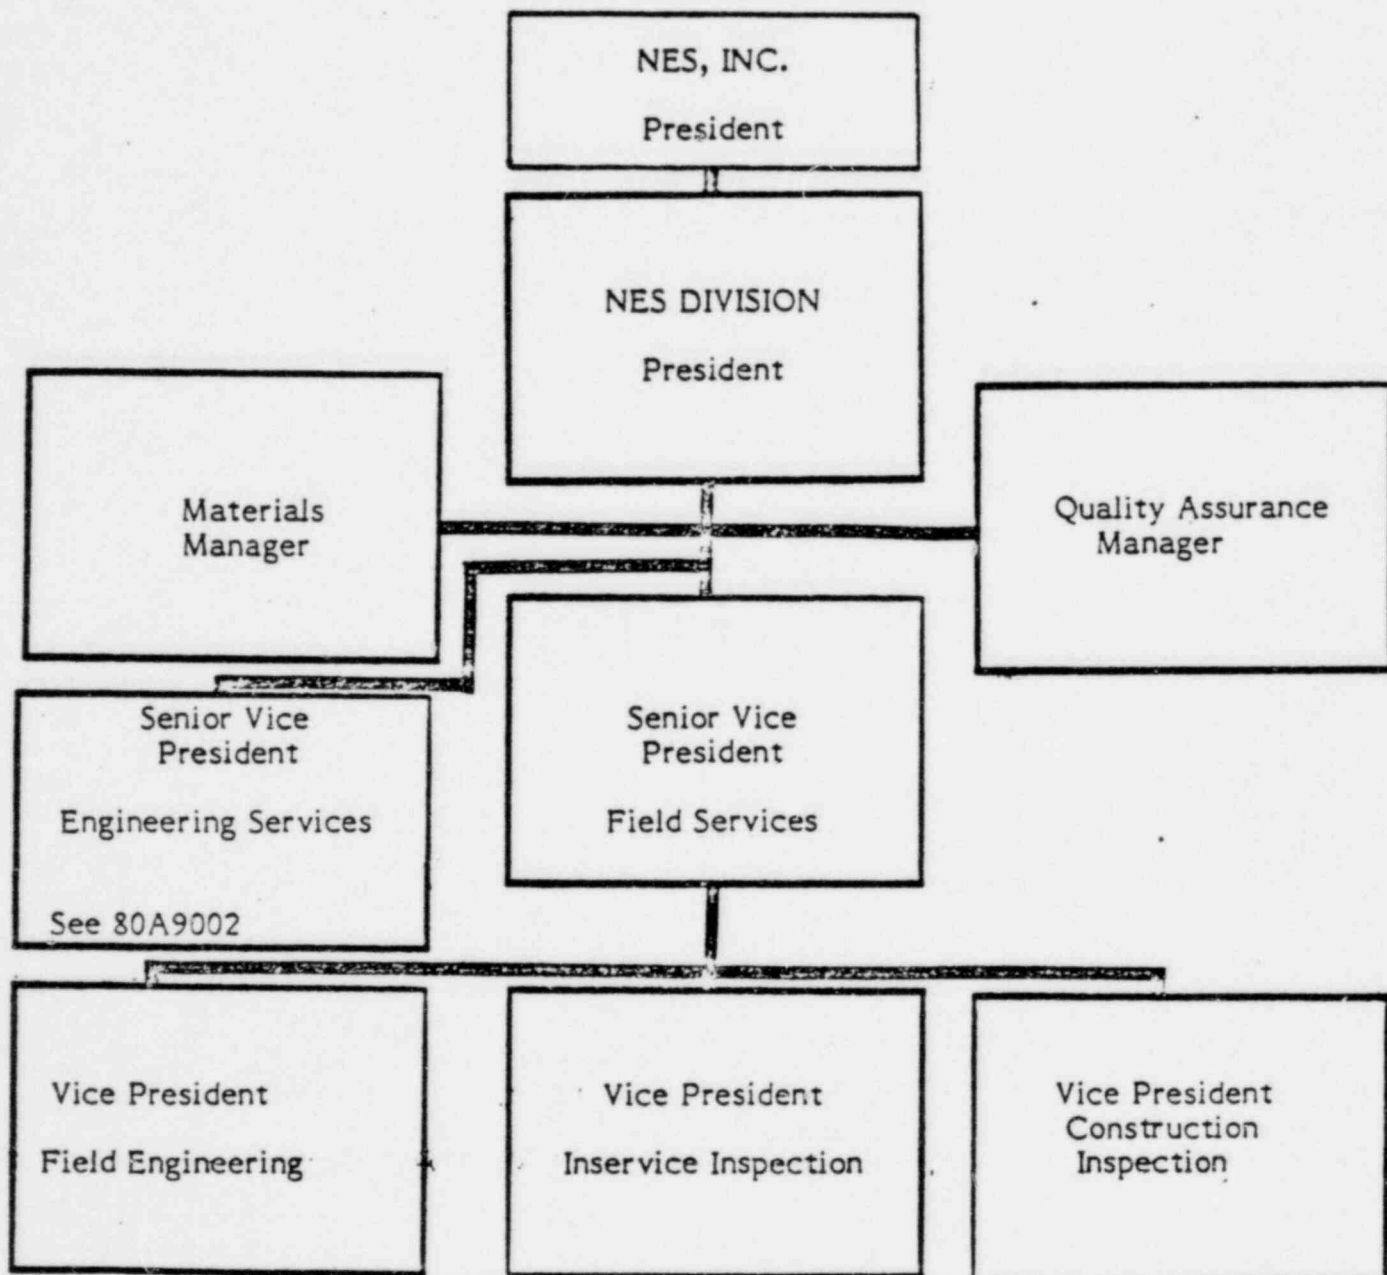 NES, INC.
President
NES DIVISION
President
Materials
Manager
Quality Assurance
Manager
Senior Vice
President
Engineering Services
See 80A9002
Senior Vice
President
Field Services
Vice President
Field Engineering
Vice President
Inservice Inspection
Vice President
Construction
Inspection